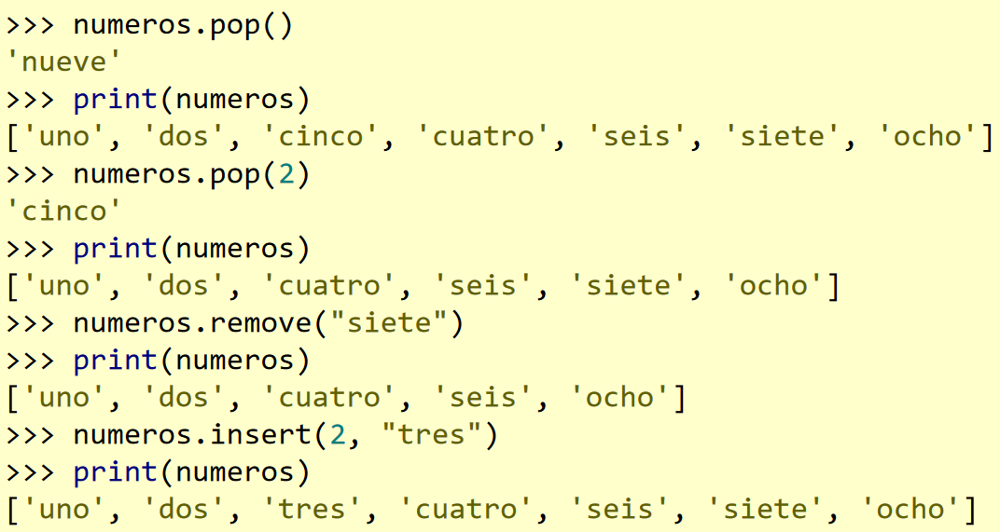 >>> numeros.pop()
'nueve'
>>> print(numeros)
['uno', 'dos', 'cinco', 'cuatro', 'seis', 'siete', 'ocho']
>>> numeros.pop(2)
'cinco'
>>> print(numeros)
['uno', 'dos', 'cuatro', 'seis', 'siete', 'ocho']
>>> numeros.remove("siete")
>>> print(numeros)
['uno', 'dos', 'cuatro', 'seis', 'ocho']
>>> numeros.insert(2, "tres")
>>> print(numeros)
['uno', 'dos', 'tres', 'cuatro', 'seis', 'siete', 'ocho']